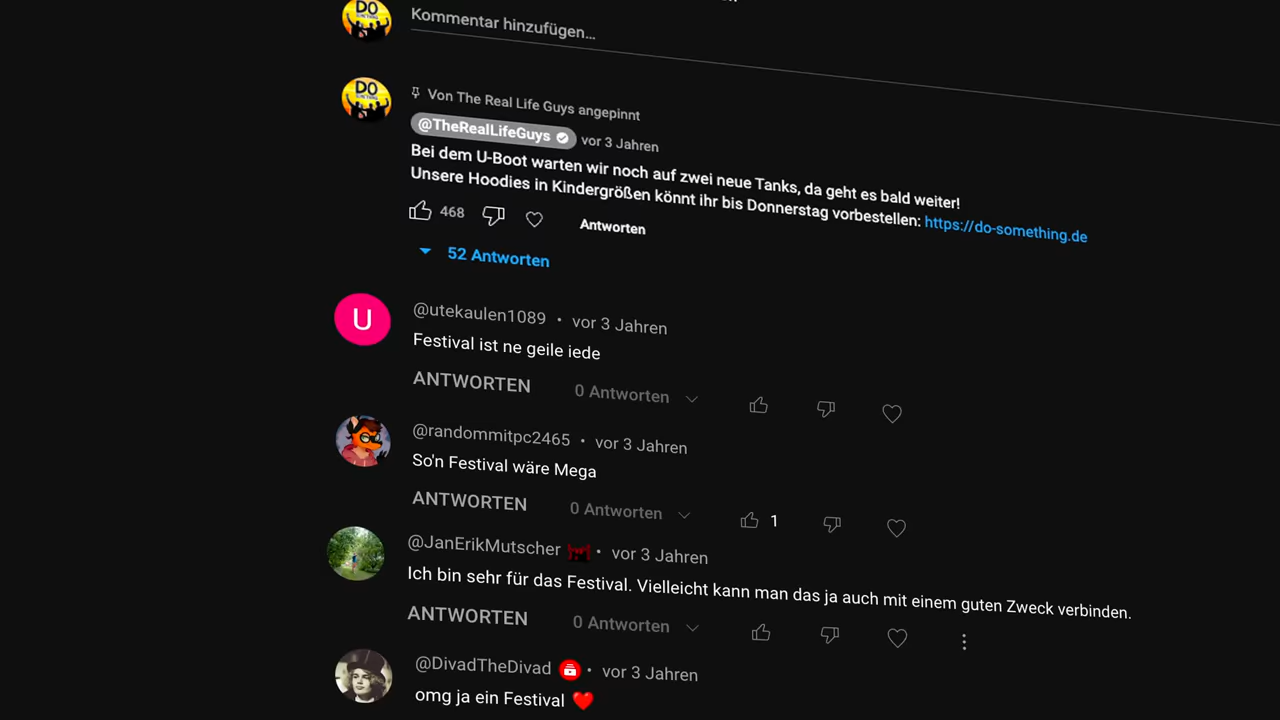 DO
Kommentar hinzufügen...
DO
SOMETHING
Von The Real Life Guys angepinnt
@TheRealLifeGuys vor 3 Jahren
Bei dem U-Boot warten wir noch auf zwei neue Tanks, da geht es bald weiter!
Unsere Hoodies in Kindergrößen könnt ihr bis Donnerstag vorbestellen: https://do-something.de
468 Antworten
52 Antworten
U
@utekaulen1089 • vor 3 Jahren
Festival ist ne geile iede
ANTWORTEN 0 Antworten
@randommitpc2465 • vor 3 Jahren
So'n Festival wäre Mega
ANTWORTEN 0 Antworten 1
@JanErikMutscher • vor 3 Jahren
Ich bin sehr für das Festival. Vielleicht kann man das ja auch mit einem guten Zweck verbinden.
ANTWORTEN 0 Antworten
@DivadTheDivad • vor 3 Jahren
omg ja ein Festival ❤️